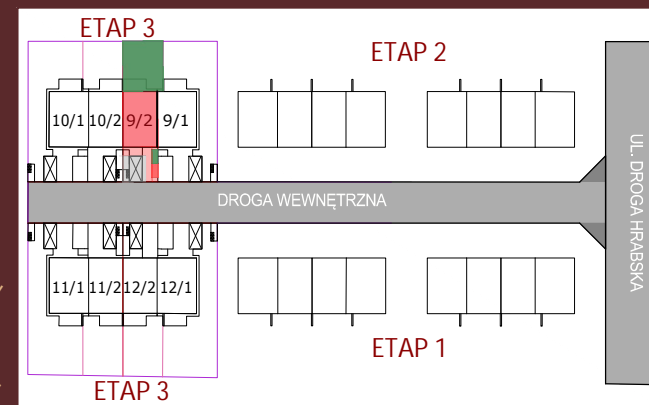 ETAP 3
ETAP 2
10/1 10/2 9/2 9/1
DROGA WEWNĘTRZNA
UL. DROGA HRABSKA
11/1 11/2 12/2 12/1
ETAP 1
ETAP 3